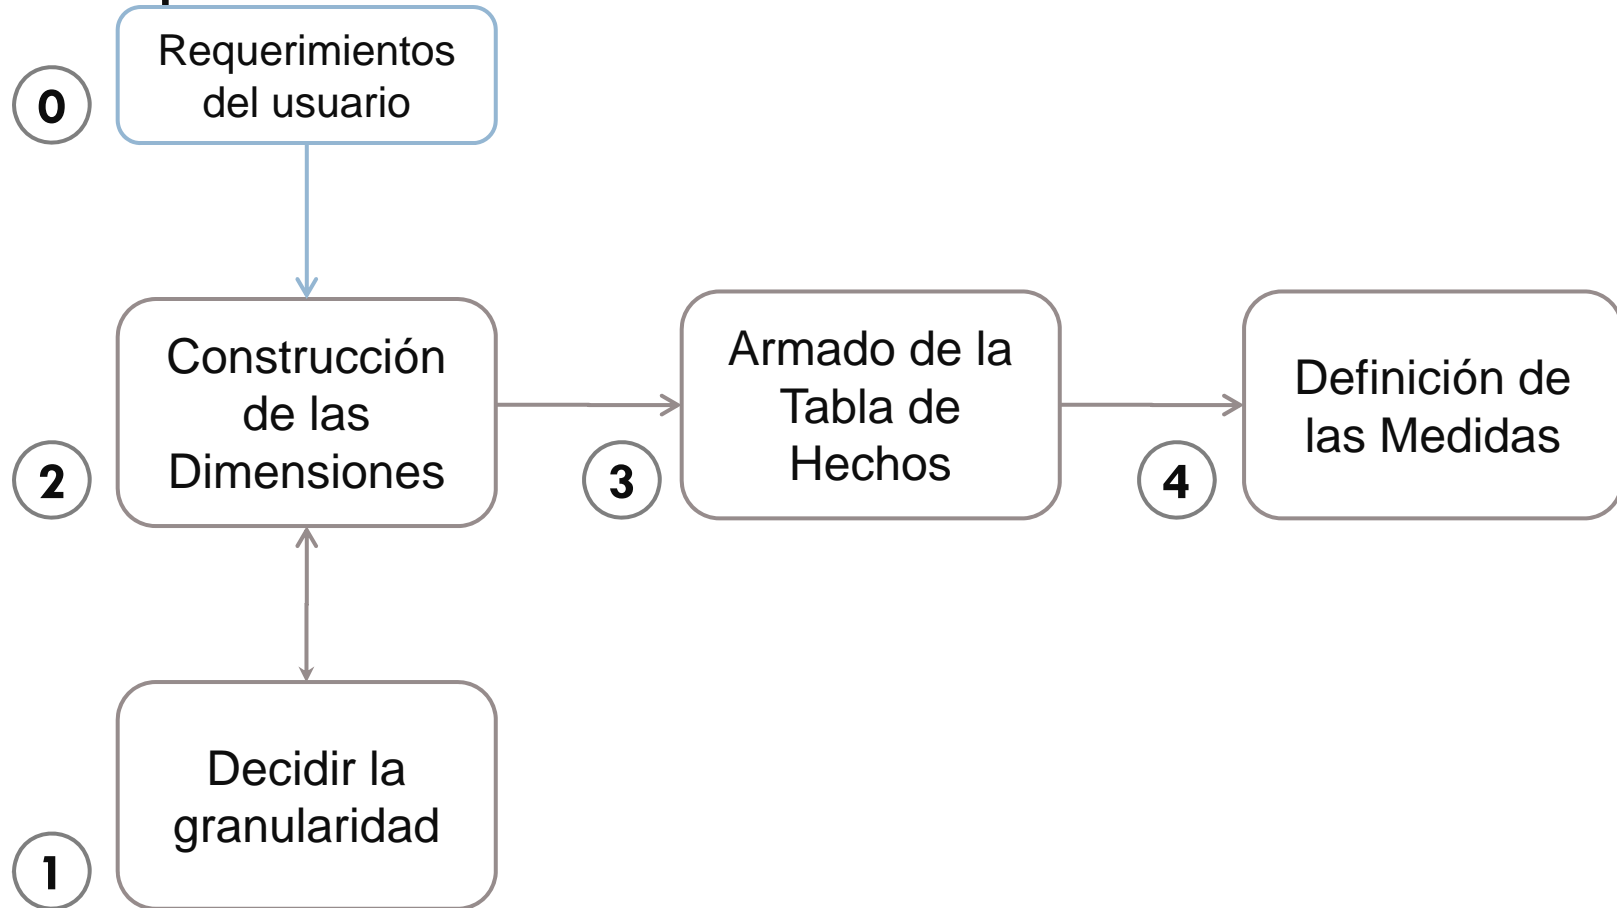 Requerimientos
del usuario
0
Construcción
de las
Dimensiones
2
Armado de la
Tabla de
Hechos
3
Definición de
las Medidas
4
Decidir la
granularidad
1